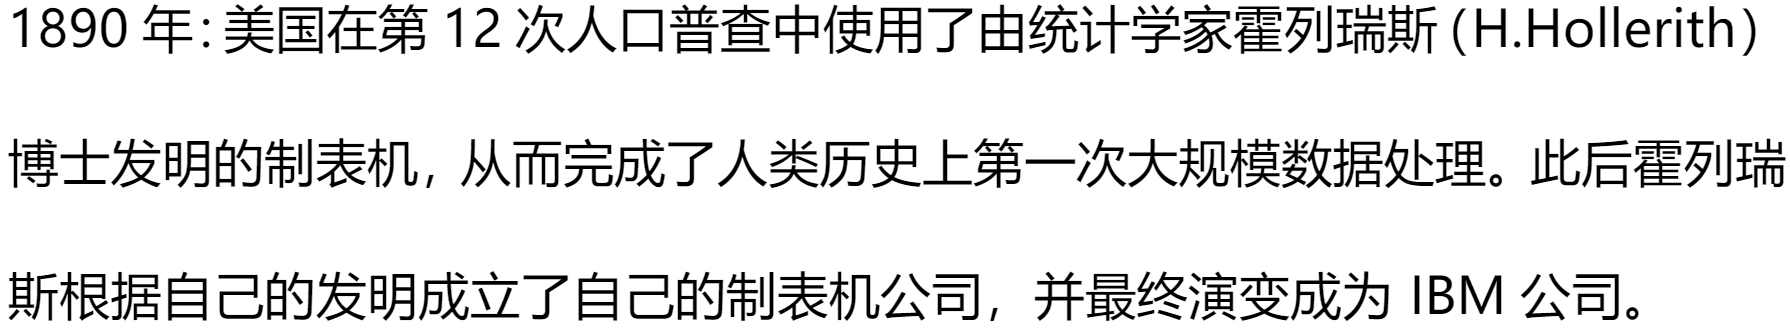 1890 年：美国在第 12 次人口普查中使用了由统计学家霍列瑞斯（H.Hollerith）
博士发明的制表机，从而完成了人类历史上第一次大规模数据处理。此后霍列瑞
斯根据自己的发明成立了自己的制表机公司，并最终演变成为 IBM 公司。